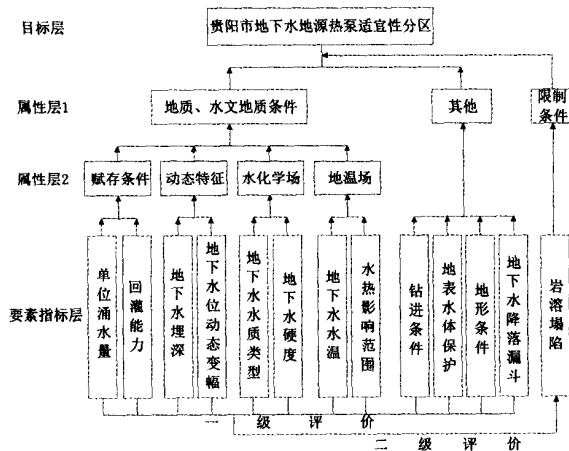 目标层
贵阳市地下水地源热泵适宜性分区
属性层1
地质、水文地质条件
其他
限制条件
属性层2
赋存条件
动态特征
水化学场
地温场
要素指标层
单位涌水量
回灌能力
地下水埋深
地下水位动态变幅
地下水水质类型
地下水硬度
地下水水温
水热影响范围
钻进条件
地表水体保护
地形条件
地下水降落漏斗
岩溶塌陷
一级评价
二级评价